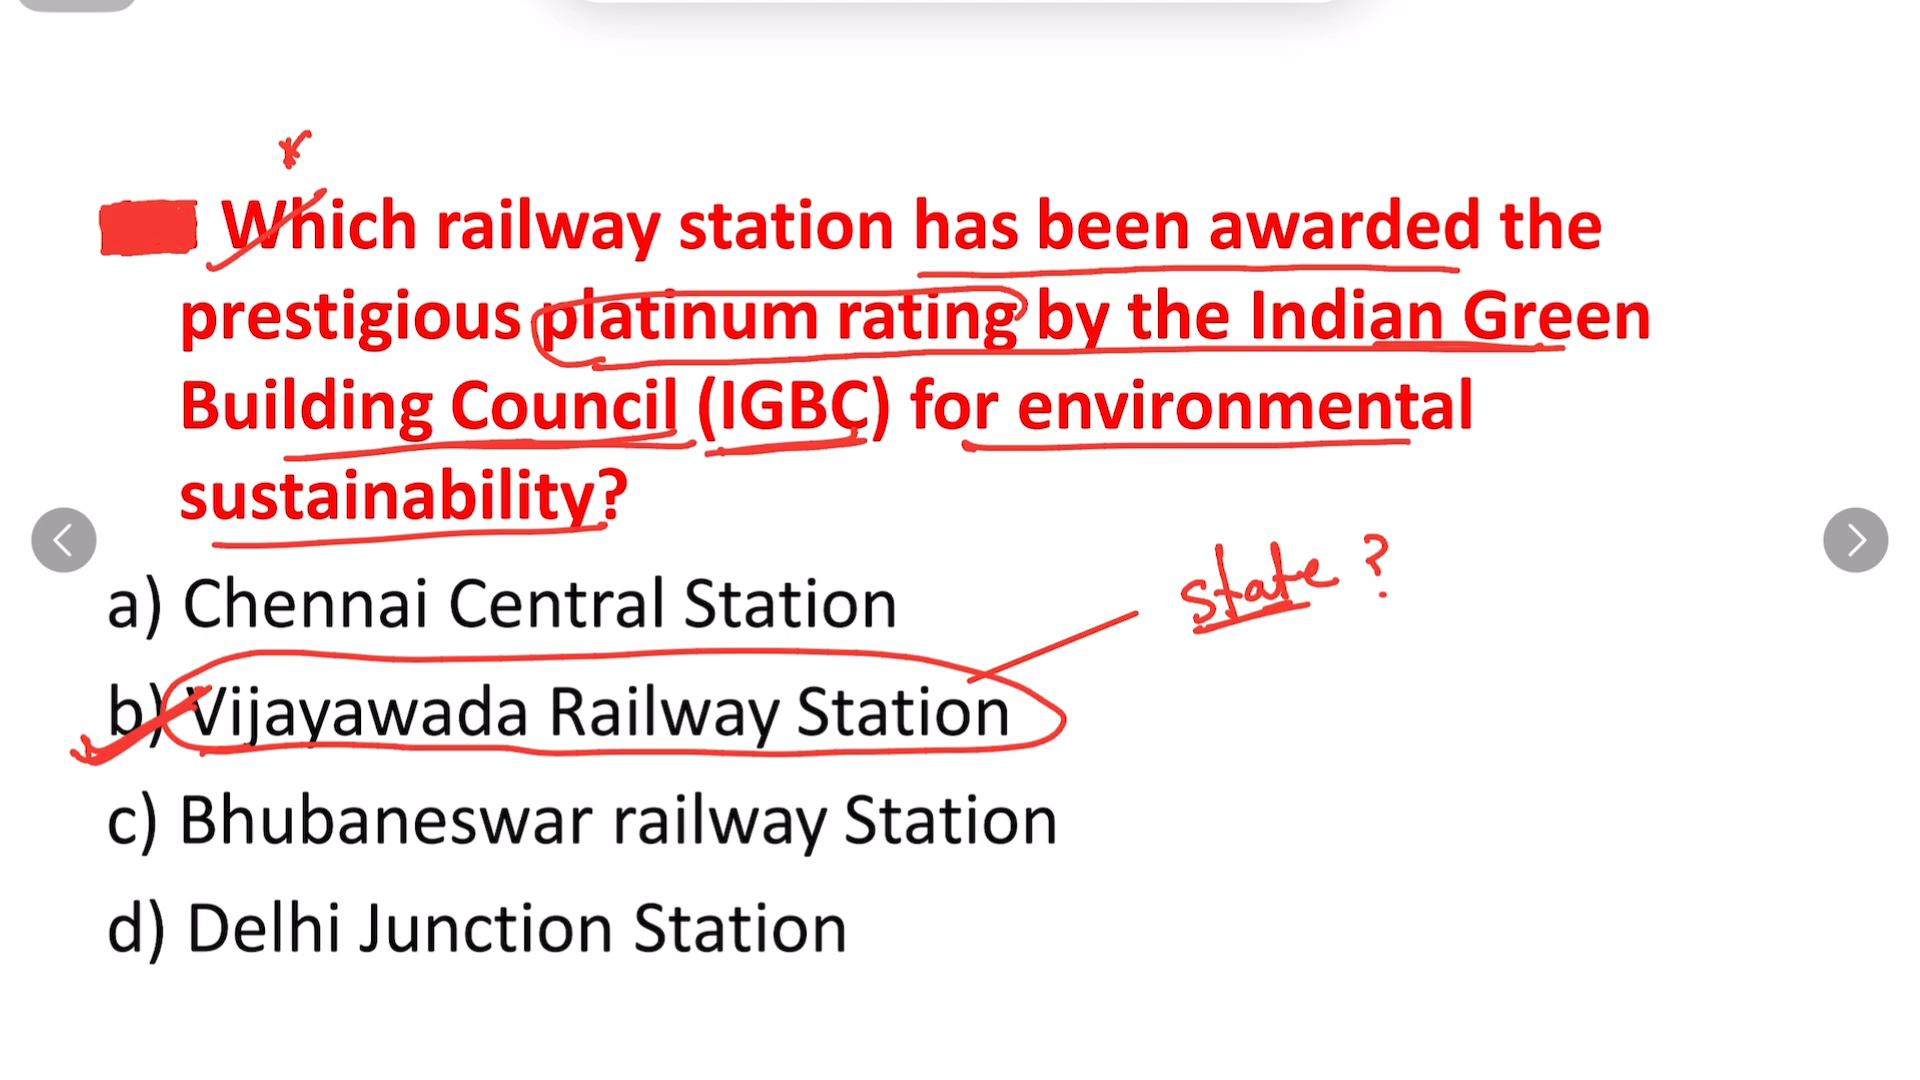 Which railway station has been awarded the
prestigious platinum rating by the Indian Green
Building Council (IGBC) for environmental
sustainability?
state ?
a) Chennai Central Station
b) Vijayawada Railway Station
c) Bhubaneswar railway Station
d) Delhi Junction Station